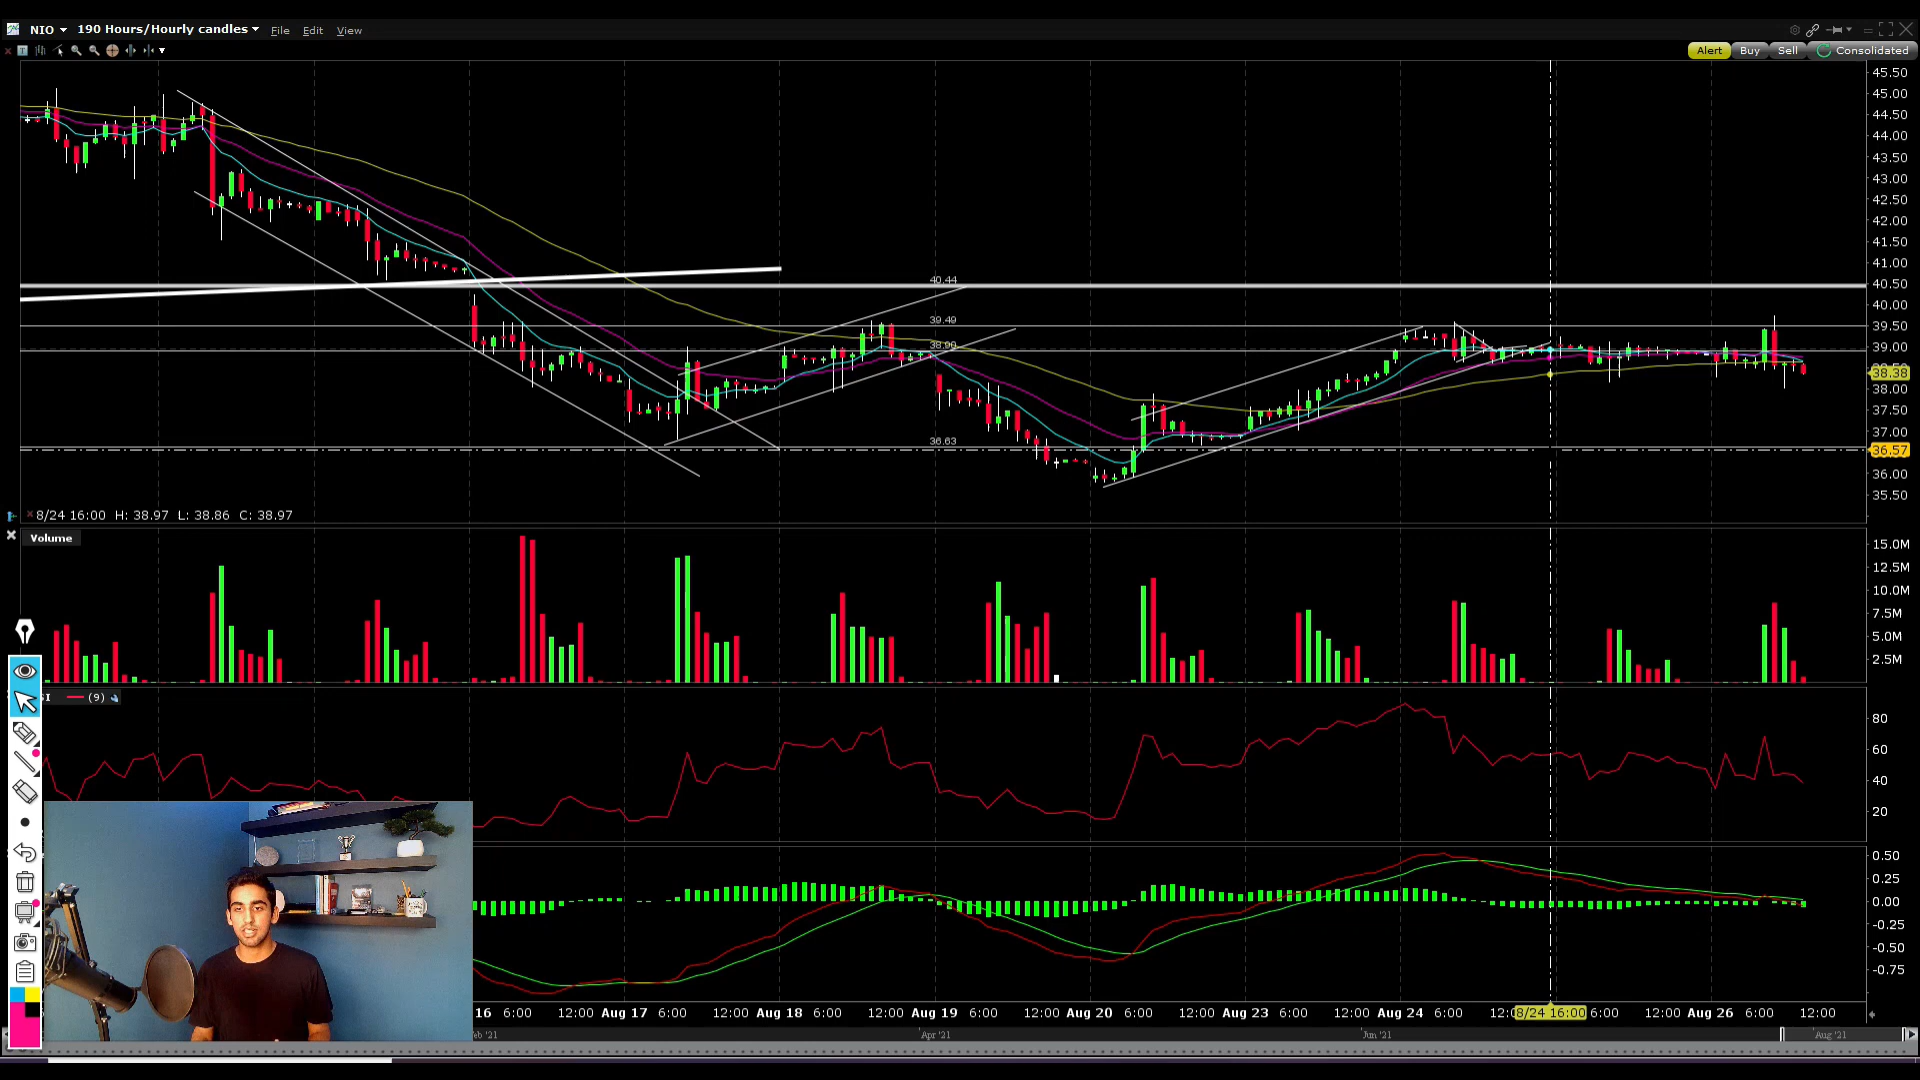 NIO 190 Hours/Hourly candles File Edit View
Alert Buy Sell Consolidated
45.50
45.00
44.50
44.00
43.50
43.00
42.50
42.00
41.50
41.00
40.44
40.50
40.00
39.49
39.50
39.00
38.38
38.00
37.50
37.00
36.63
36.57
36.00
35.50
8/24 16:00 H: 38.97 L: 38.86 C: 38.97
Volume
15.0M
12.5M
10.0M
7.5M
5.0M
2.5M
SI (9)
80
60
40
20
0.50
0.25
0.00
-0.25
-0.50
-0.75
16 6:00 12:00 Aug 17 12:00 Aug 18 6:00 12:00 Aug 19 6:00 12:00 Aug 20 6:00 12:00 Aug 23 6:00 12:00 Aug 24 6:00 8/24 16:00 6:00 12:00 Aug 26 6:00 12:00
Apr '21 Jun '21 Aug '21